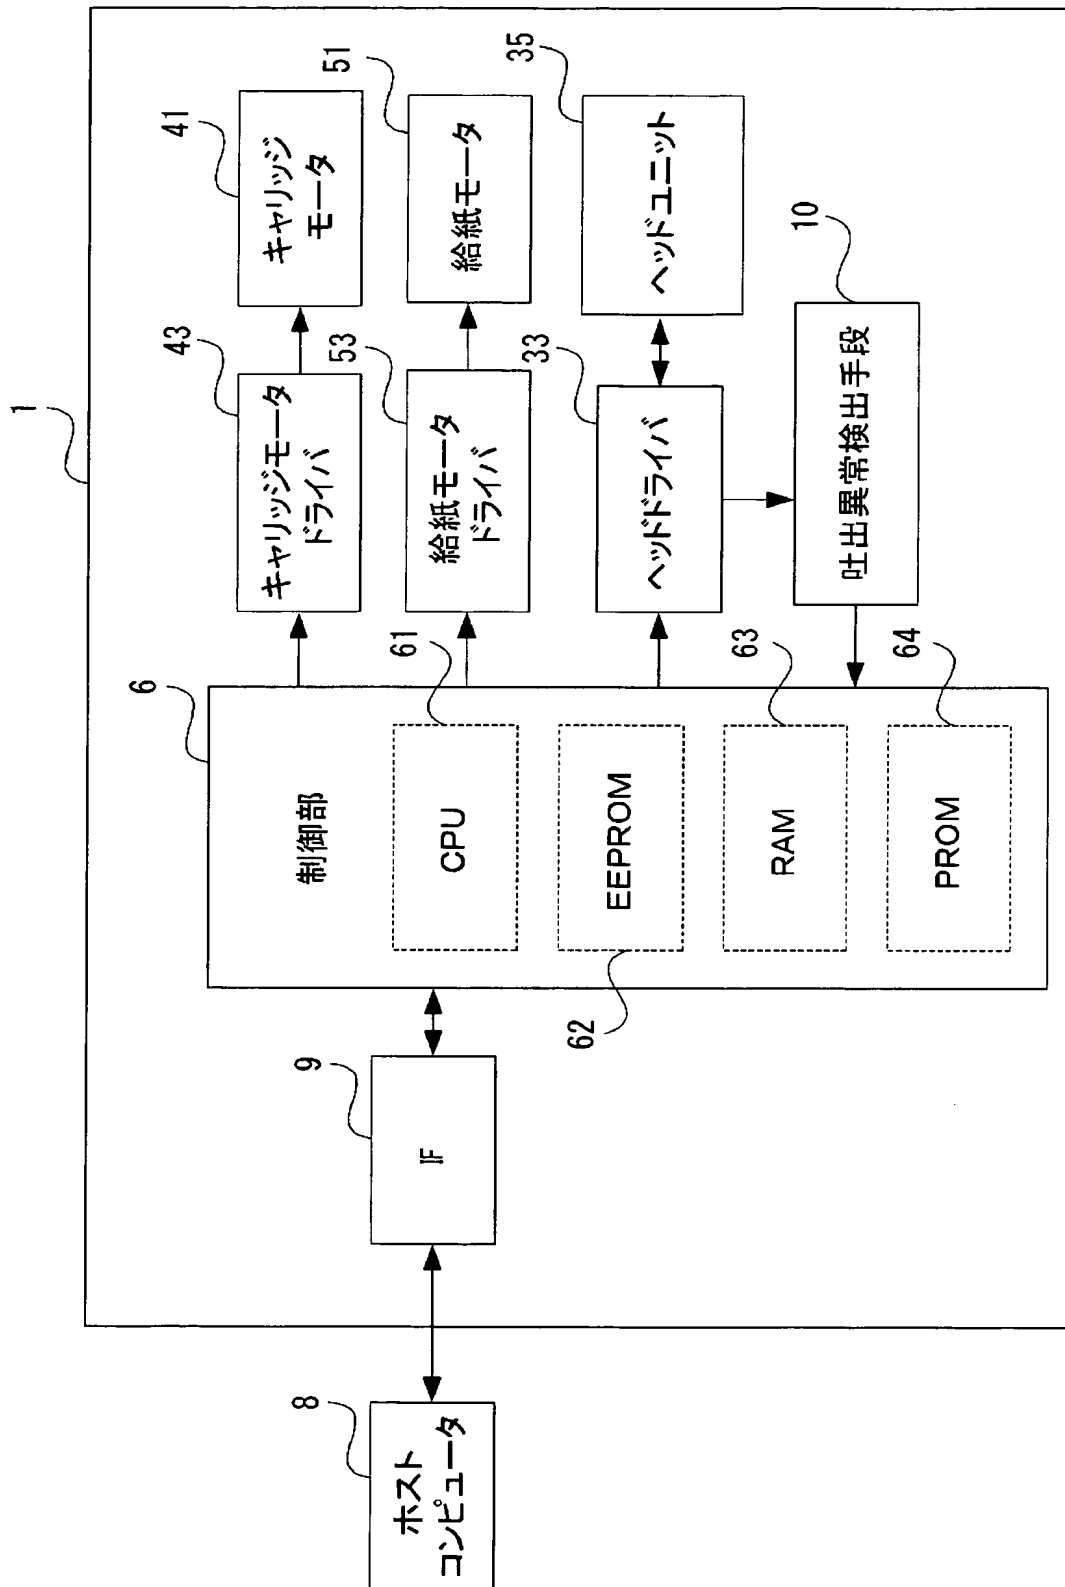 1
8
ホスト
コンピュータ
9
IF
6
制御部
61
CPU
62
EEPROM
63
RAM
64
PROM
43
キャリッジモータ
ドライバ
41
キャリッジ
モータ
53
給紙モータ
ドライバ
51
給紙モータ
33
ヘッドドライバ
35
ヘッドユニット
10
吐出異常検出手段